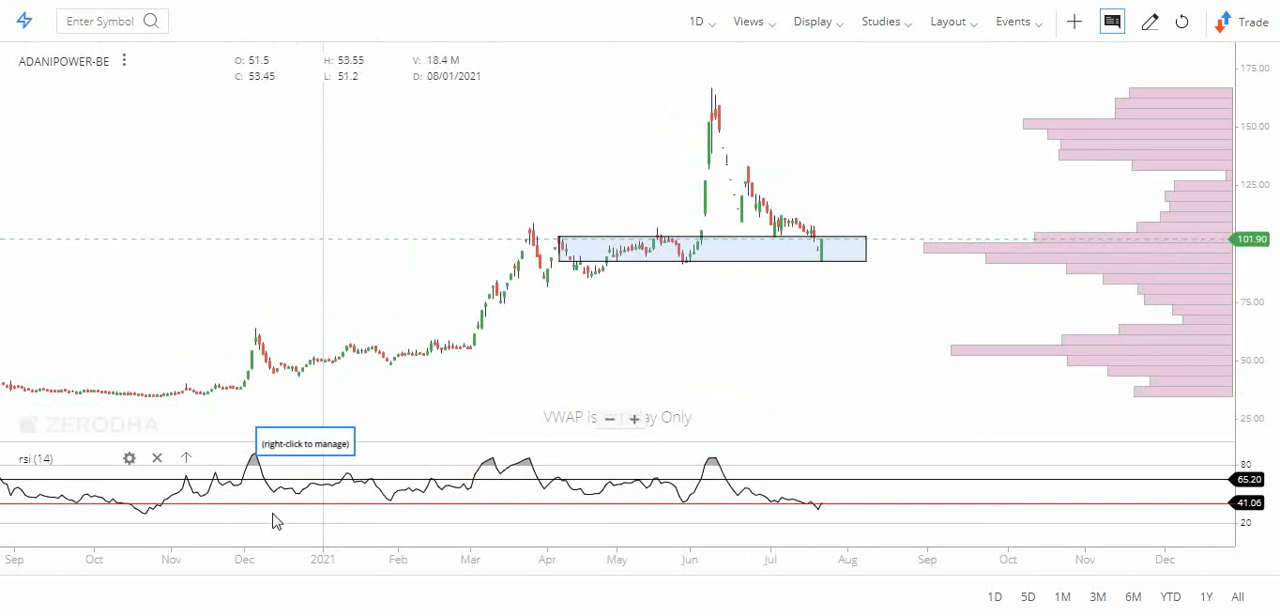 Enter Symbol
1D Views Display Studies Layout Events Trade
ADANIPOWER-BE
O: 51.5 H: 53.55 V: 18.4 M
C: 53.45 L: 51.2 D: 08/01/2021
175.00
150.00
125.00
101.90
75.00
50.00
25.00
ZERODHA
VWAP is ay Only
(right-click to manage)
rsi (14)
80
65.20
41.06
20
Sep Oct Nov Dec 2021 Feb Mar Apr May Jun Jul Aug Sep Oct Nov Dec
1D 5D 1M 3M 6M YTD 1Y All